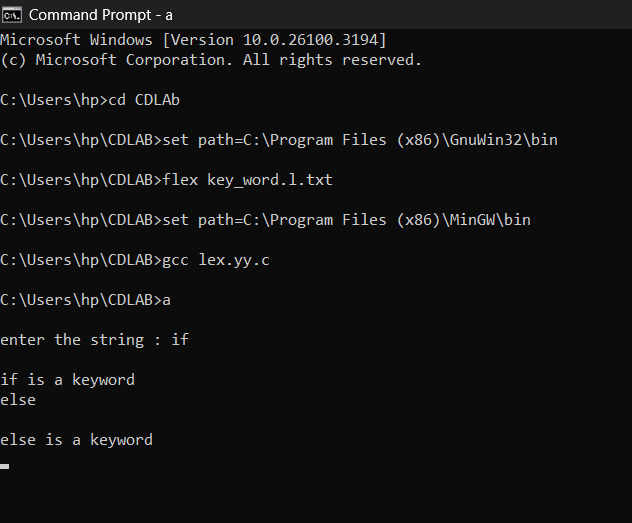 Command Prompt - a
Microsoft Windows [Version 10.0.26100.3194]
(c) Microsoft Corporation. All rights reserved.
C:\Users\hp>cd CDLAb
C:\Users\hp\CDLAB>set path=C:\Program Files (x86)\GnuWin32\bin
C:\Users\hp\CDLAB>flex key_word.l.txt
C:\Users\hp\CDLAB>set path=C:\Program Files (x86)\MinGW\bin
C:\Users\hp\CDLAB>gcc lex.yy.c
C:\Users\hp\CDLAB>a
enter the string : if
if is a keyword
else
else is a keyword